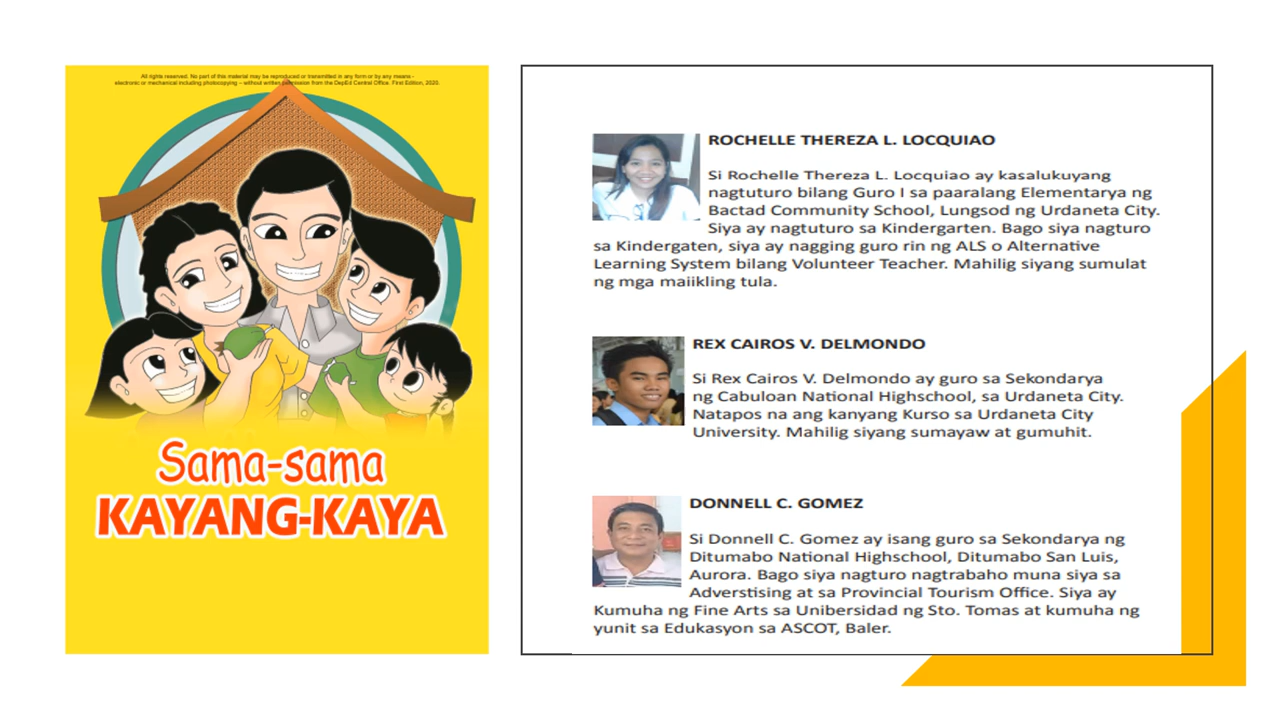 All rights reserved. No part of this material may be reproduced or transmitted in any form or by any means -
electronic or mechanical including photocopying – without written permission from the DepEd Central Office. First Edition, 2020.
Sama-sama
KAYANG-KAYA
ROCHELLE THEREZA L. LOCQUIAO
Si Rochelle Thereza L. Locquiao ay kasalukuyang
nagtuturo bilang Guro I sa paaralang Elementarya ng
Bactad Community School, Lungsod ng Urdaneta City.
Siya ay nagtuturo sa Kindergarten. Bago siya nagturo
sa Kindergaten, siya ay nagging guro rin ng ALS o Alternative
Learning System bilang Volunteer Teacher. Mahilig siyang sumulat
ng mga maiikling tula.
REX CAIROS V. DELMONDO
Si Rex Cairos V. Delmondo ay guro sa Sekondarya
ng Cabuloan National Highschool, sa Urdaneta City.
Natapos na ang kanyang Kurso sa Urdaneta City
University. Mahilig siyang sumayaw at gumuhit.
DONNELL C. GOMEZ
Si Donnell C. Gomez ay isang guro sa Sekondarya ng
Ditumabo National Highschool, Ditumabo San Luis,
Aurora. Bago siya nagturo nagtrabaho muna siya sa
Adverstising at sa Provincial Tourism Office. Siya ay
Kumuha ng Fine Arts sa Unibersidad ng Sto. Tomas at kumuha ng
yunit sa Edukasyon sa ASCOT, Baler.